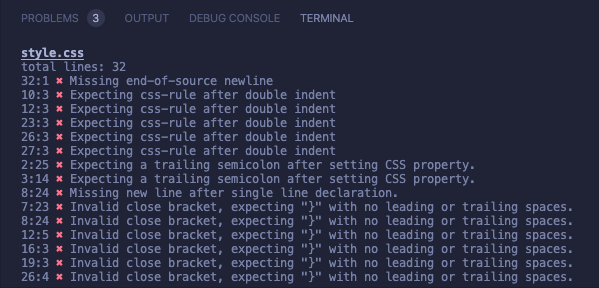 PROBLEMS 3 OUTPUT DEBUG CONSOLE TERMINAL
style.css
total lines: 32
32:1 ✖ Missing end-of-source newline
10:3 ✖ Expecting css-rule after double indent
12:3 ✖ Expecting css-rule after double indent
23:3 ✖ Expecting css-rule after double indent
26:3 ✖ Expecting css-rule after double indent
27:3 ✖ Expecting css-rule after double indent
2:25 ✖ Expecting a trailing semicolon after setting CSS property.
3:14 ✖ Expecting a trailing semicolon after setting CSS property.
8:24 ✖ Missing new line after single line declaration.
7:23 ✖ Invalid close bracket, expecting "}" with no leading or trailing spaces.
8:24 ✖ Invalid close bracket, expecting "}" with no leading or trailing spaces.
12:5 ✖ Invalid close bracket, expecting "}" with no leading or trailing spaces.
16:3 ✖ Invalid close bracket, expecting "}" with no leading or trailing spaces.
19:3 ✖ Invalid close bracket, expecting "}" with no leading or trailing spaces.
26:4 ✖ Invalid close bracket, expecting "}" with no leading or trailing spaces.